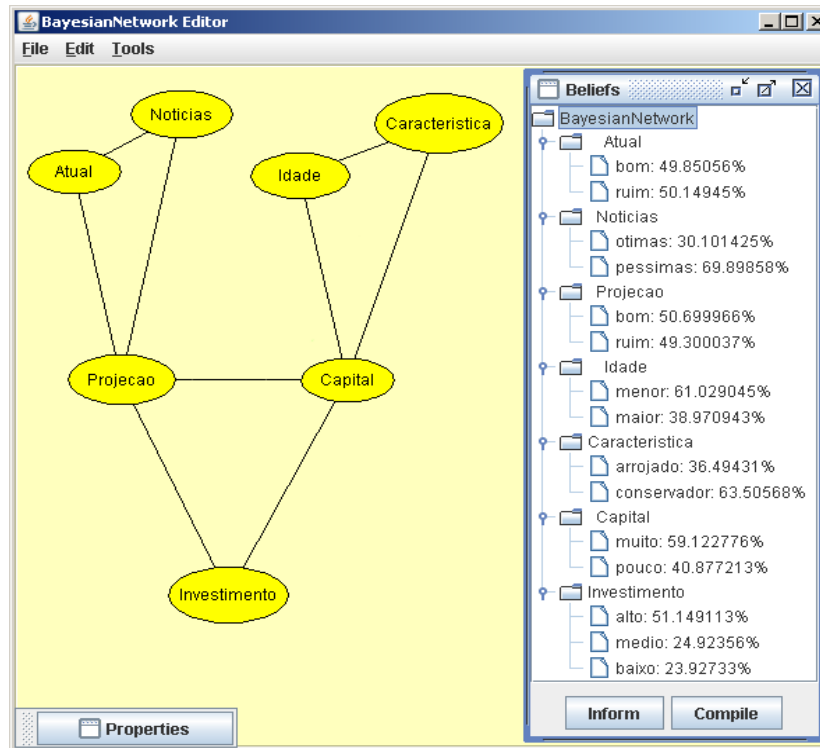 BayesianNetwork Editor
File Edit Tools
Noticias
Caracteristica
Atual
Idade
Projecao
Capital
Investimento
Properties
Beliefs
BayesianNetwork
Atual
bom: 49.85056%
ruim: 50.14945%
Noticias
otimas: 30.101425%
pessimas: 69.89858%
Projecao
bom: 50.699966%
ruim: 49.300037%
Idade
menor: 61.029045%
maior: 38.970943%
Caracteristica
arrojado: 36.49431%
conservador: 63.50568%
Capital
muito: 59.122776%
pouco: 40.877213%
Investimento
alto: 51.149113%
medio: 24.92356%
baixo: 23.92733%
Inform Compile